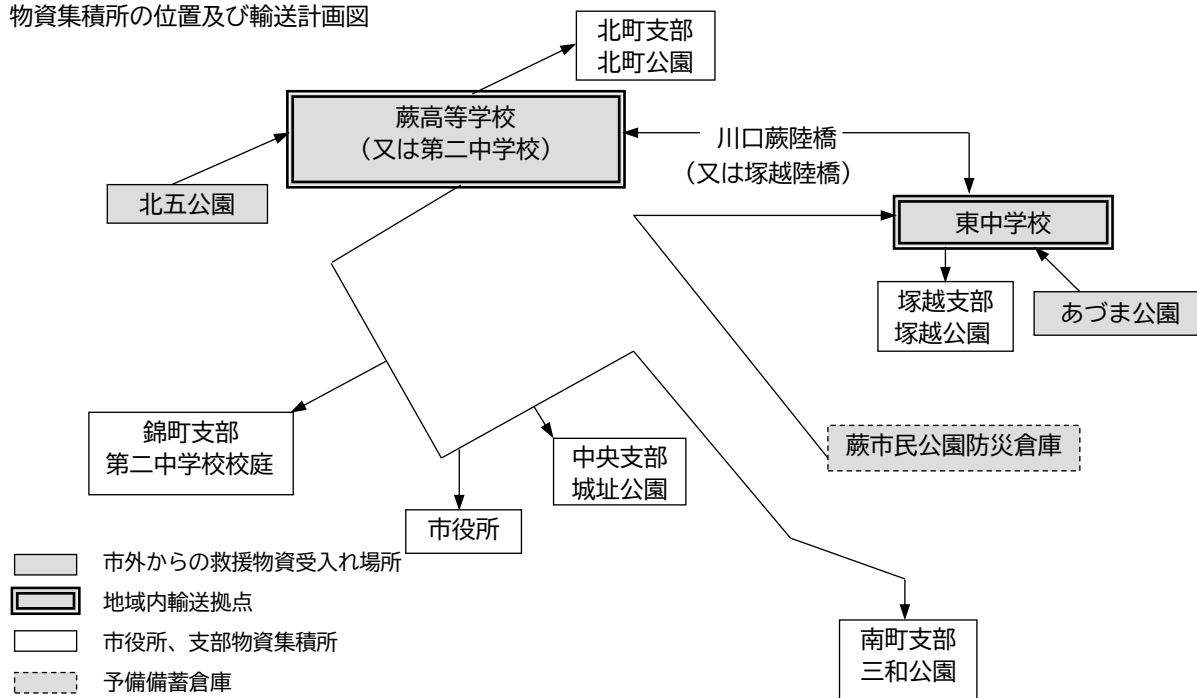 物資集積所の位置及び輸送計画図
北町支部
北町公園
蕨高等学校
（又は第二中学校）
川口蕨陸橋
（又は塚越陸橋）
北五公園
東中学校
塚越支部
塚越公園
あづま公園
錦町支部
第二中学校校庭
中央支部
城址公園
蕨市民公園防災倉庫
市役所
市外からの救援物資受入れ場所
地域内輸送拠点
市役所、支部物資集積所
予備備蓄倉庫
南町支部
三和公園